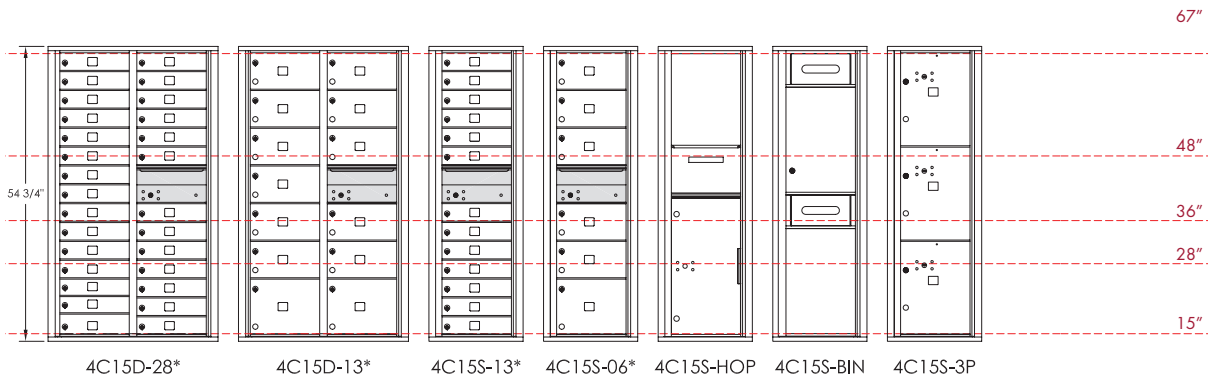 67"
48"
54 3/4"
36"
28"
15"
4C15D-28*
4C15D-13*
4C15S-13*
4C15S-06*
4C15S-HOP
4C15S-BIN
4C15S-3P